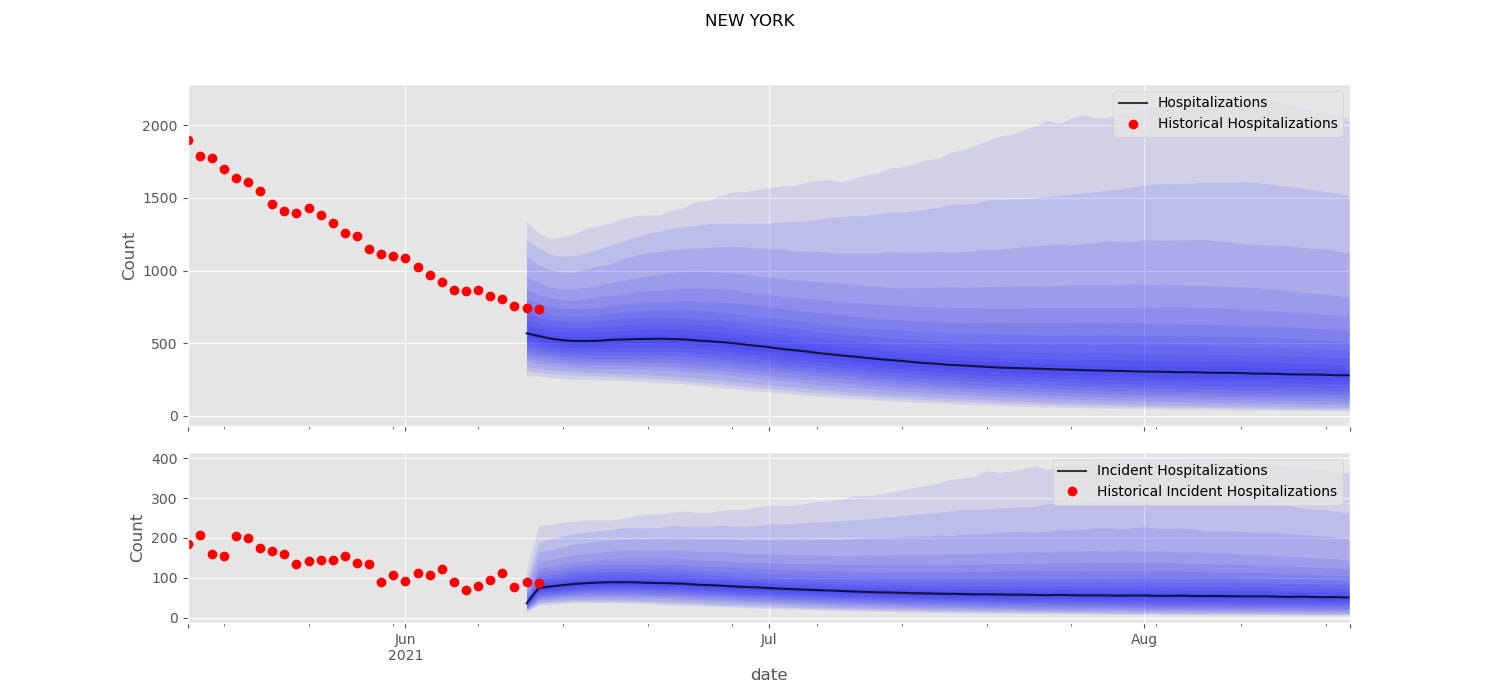 NEW YORK
Hospitalizations
Historical Hospitalizations
Count
2000
1500
1000
500
0
Incident Hospitalizations
Historical Incident Hospitalizations
Count
400
300
200
100
0
Jun
2021
Jul
Aug
date